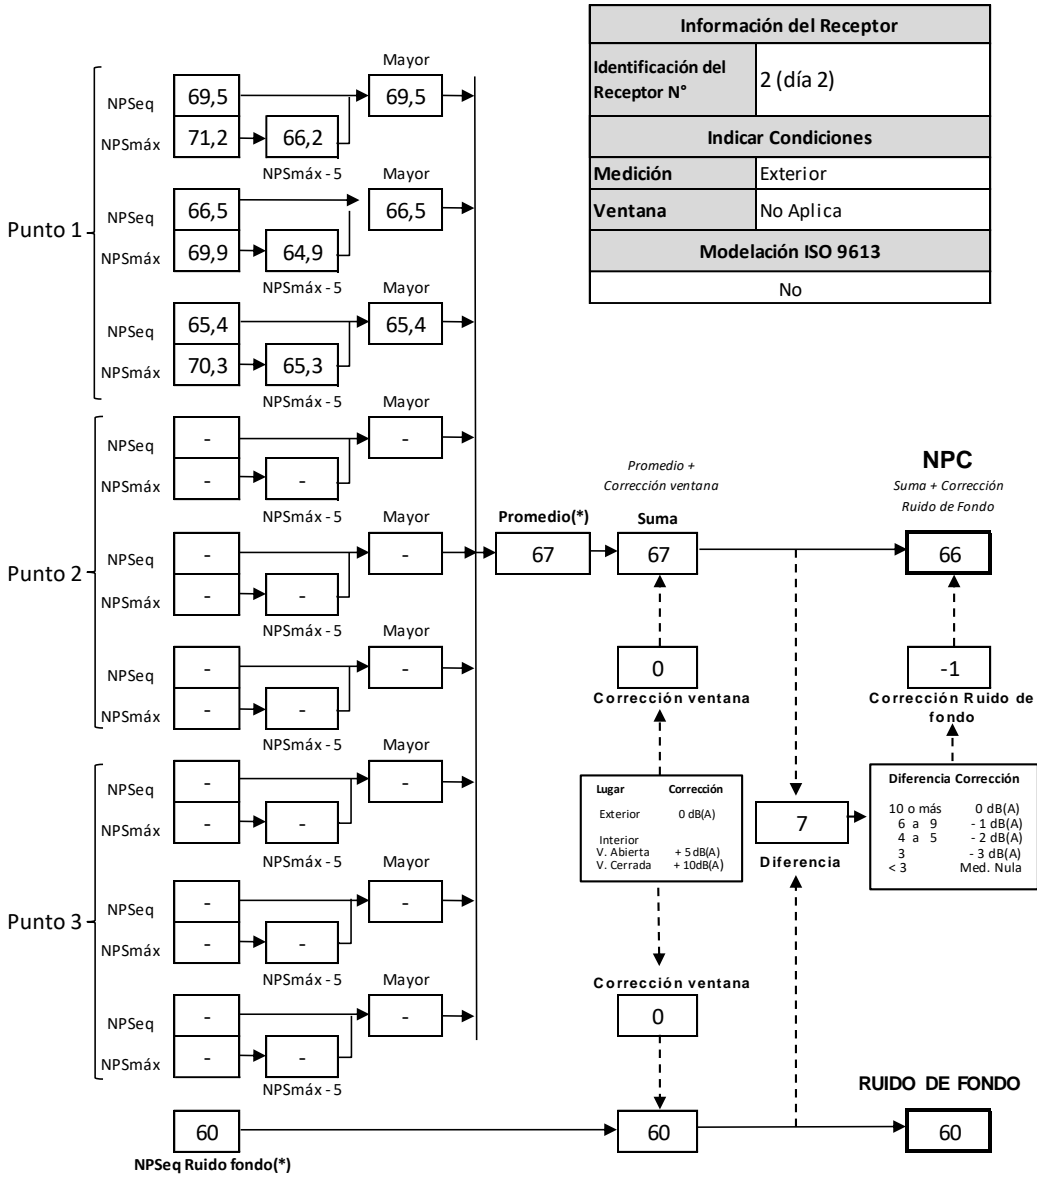 Información del Receptor
Identificación del
Receptor N°
2 (día 2)
Indicar Condiciones
Medición
Exterior
Ventana
No Aplica
Modelación ISO 9613
No
Punto 1
Mayor
NPSeq
69,5
69,5
NPSmáx
71,2
66,2
NPSmáx - 5
Mayor
NPSeq
66,5
66,5
NPSmáx
69,9
64,9
NPSmáx - 5
Mayor
NPSeq
65,4
65,4
NPSmáx
70,3
65,3
NPSmáx - 5
Punto 2
Mayor
NPSeq
-
-
NPSmáx
-
-
NPSmáx - 5
Mayor
NPSeq
-
-
NPSmáx
-
-
NPSmáx - 5
Mayor
NPSeq
-
-
NPSmáx
-
-
NPSmáx - 5
Punto 3
Mayor
NPSeq
-
-
NPSmáx
-
-
NPSmáx - 5
NPSeq
-
-
NPSmáx
-
-
NPSmáx - 5
Mayor
NPSeq
-
-
NPSmáx
-
-
NPSmáx - 5
Promedio(*)
67
Promedio +
Corrección ventana
Suma
67
NPC
Suma + Corrección
Ruido de Fondo
66
0
Corrección ventana
-1
Corrección Ruido de
fondo
Lugar Corrección
Exterior 0 dB(A)
Interior
V. Abierta + 5 dB(A)
V. Cerrada + 10dB(A)
7
Diferencia
Diferencia Corrección
10 o más 0 dB(A)
6 a 9 - 1 dB(A)
4 a 5 - 2 dB(A)
3 - 3 dB(A)
< 3 Med. Nula
Corrección ventana
0
RUIDO DE FONDO
60
60
60
NPSeq Ruido fondo(*)